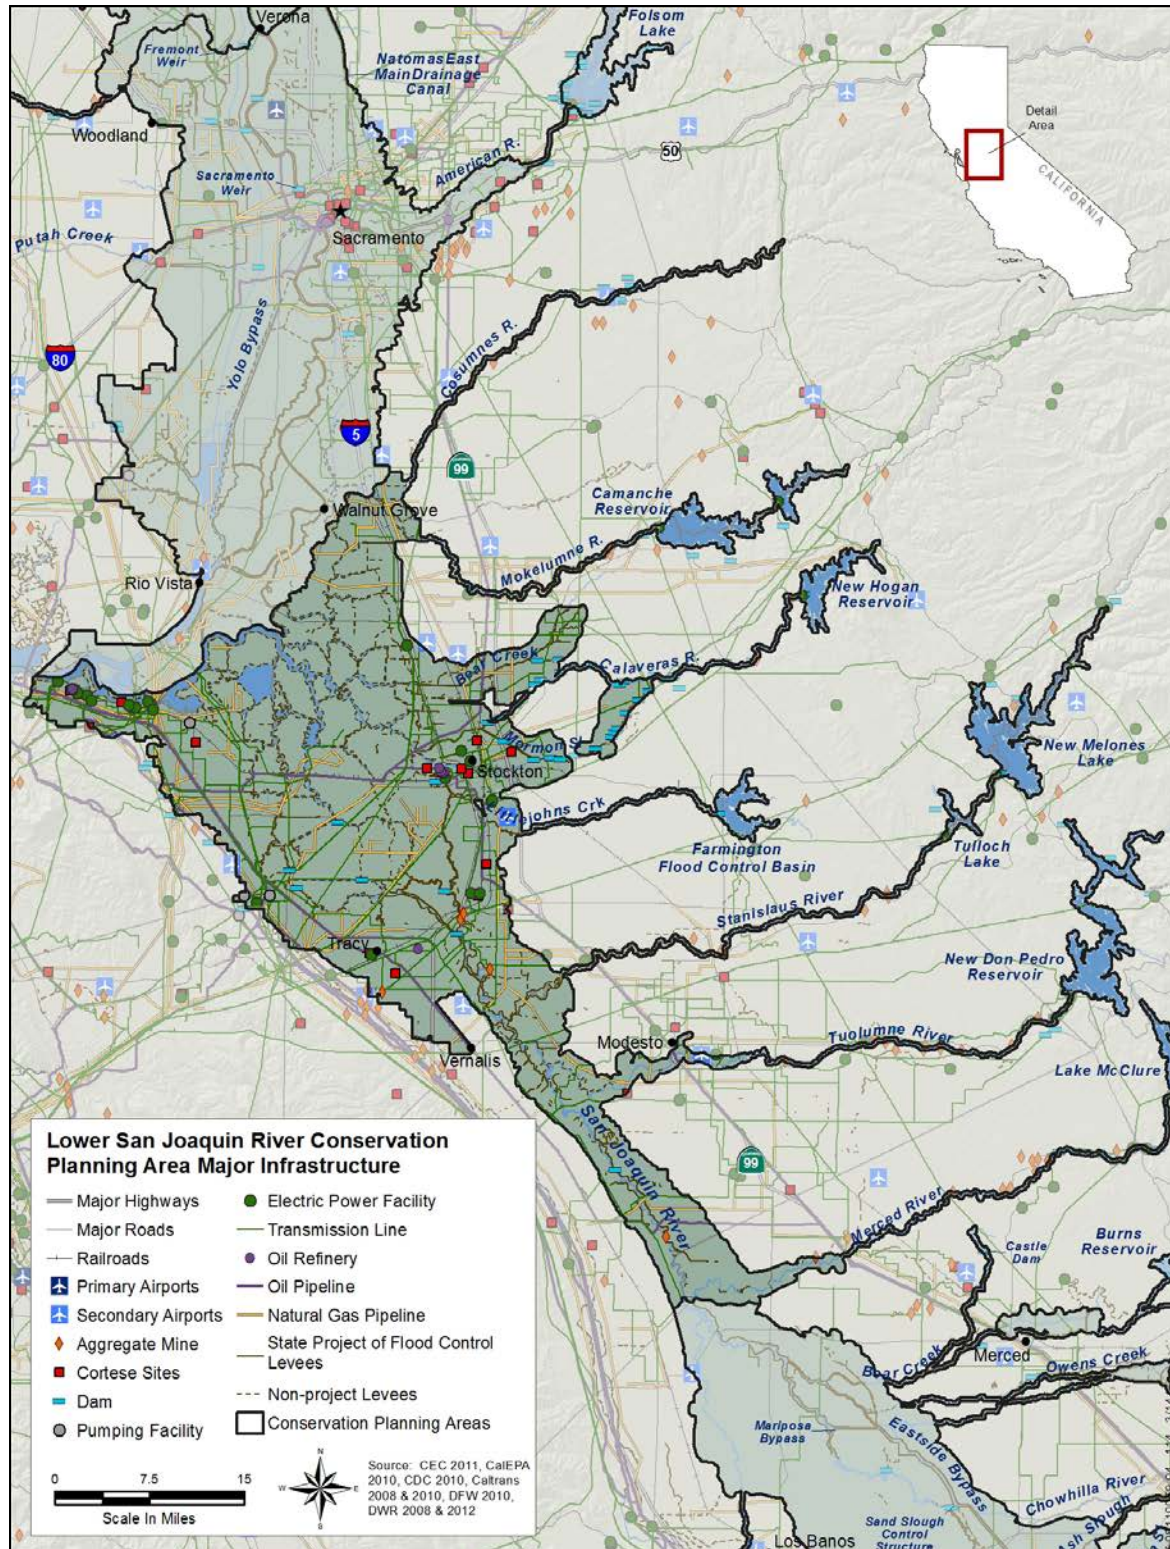 Verona
Folsom
Lake
Fremont
Weir
Natomas East
Main Drainage
Canal
Woodland
American R.
50
Detail
Area
CALIFORNIA
Sacramento
Weir
Sacramento
Putah Creek
80
Yolo Bypass
Cosumnes R.
5
99
Walnut Grove
Camanche
Reservoir
Mokelumne R.
Rio Vista
New Hogan
Reservoir
Bear Creek
Calaveras R.
New Melones
Lake
Mormon Sl.
Stockton
Littlejohns Crk
Farmington
Flood Control Basin
Tulloch
Lake
Stanislaus River
Tracy
New Don Pedro
Reservoir
Modesto
Tuolumne River
Vernalis
Lake McClure
San Joaquin River
99
Merced River
Castle
Dam
Burns
Reservoir
Bear Creek
Merced
Owens Creek
Mariposa
Bypass
Eastside Bypass
Chowhilla River
Ash Slough
Sand Slough
Control
Structure
Los Banos
Lower San Joaquin River Conservation
Planning Area Major Infrastructure
Major Highways
Major Roads
Railroads
Primary Airports
Secondary Airports
Aggregate Mine
Cortese Sites
Dam
Pumping Facility
Electric Power Facility
Transmission Line
Oil Refinery
Oil Pipeline
Natural Gas Pipeline
State Project of Flood Control
Levees
Non-project Levees
Conservation Planning Areas
0 7.5 15
Scale In Miles
N
W E
S
Source: CEC 2011, CalEPA
2010, CDC 2010, Caltrans
2008 & 2010, DFW 2010,
DWR 2008 & 2012